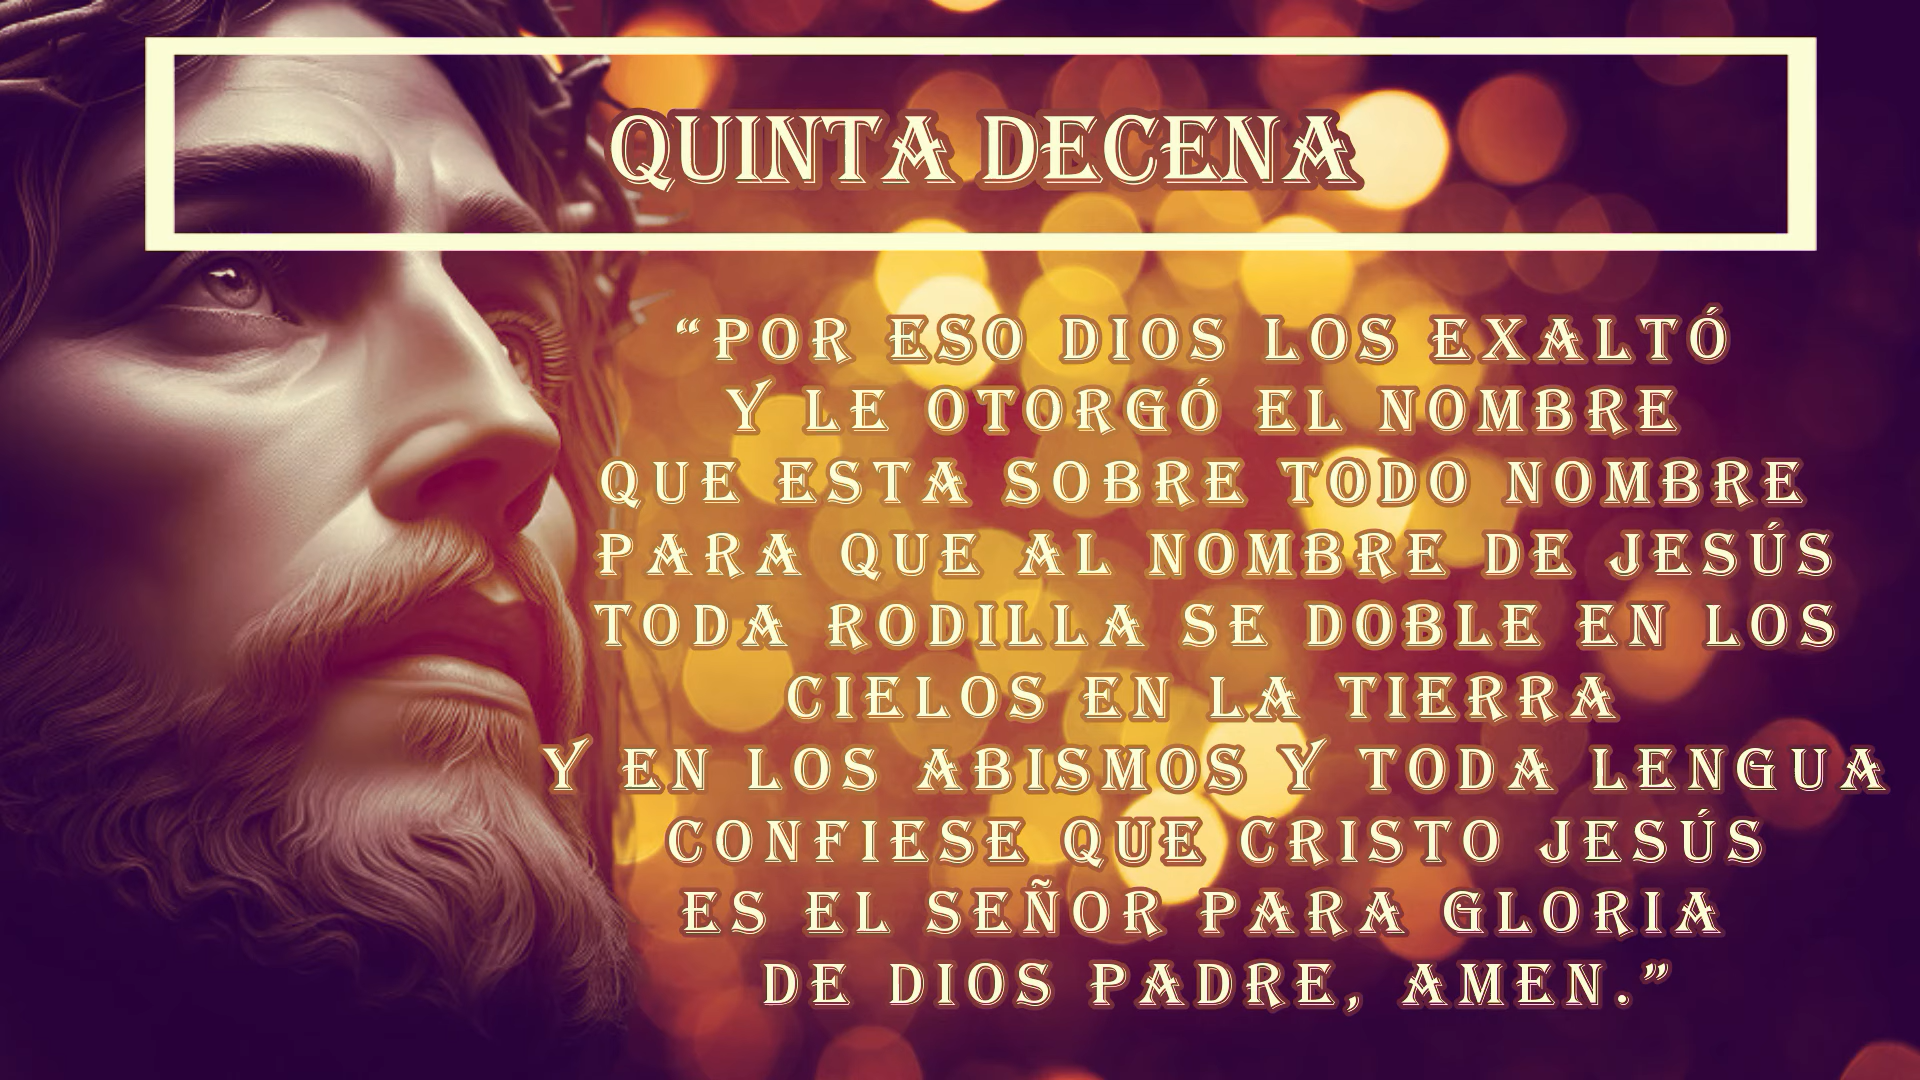 QUINTA DECENA
“POR ESO DIOS LOS EXALTÓ
Y LE OTORGÓ EL NOMBRE
QUE ESTA SOBRE TODO NOMBRE
PARA QUE AL NOMBRE DE JESÚS
TODA RODILLA SE DOBLE EN LOS
CIELOS EN LA TIERRA
Y EN LOS ABISMOS Y TODA LENGUA
CONFIESE QUE CRISTO JESÚS
ES EL SEÑOR PARA GLORIA
DE DIOS PADRE, AMEN.”